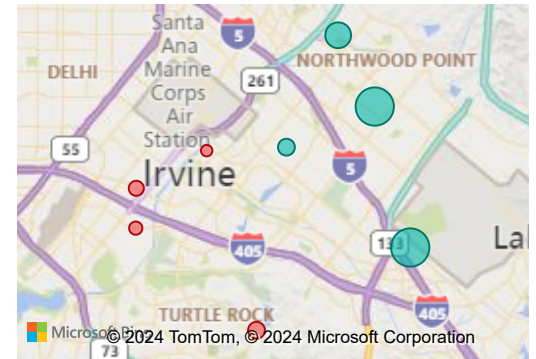 Santa
Ana
Marine
Corps
Air
Station
5
NORTHWOOD POINT
DELHI
261
55
Irvine
5
133
405
405
TURTLE ROCK
Microsoft Bing
© 2024 TomTom, © 2024 Microsoft Corporation
73